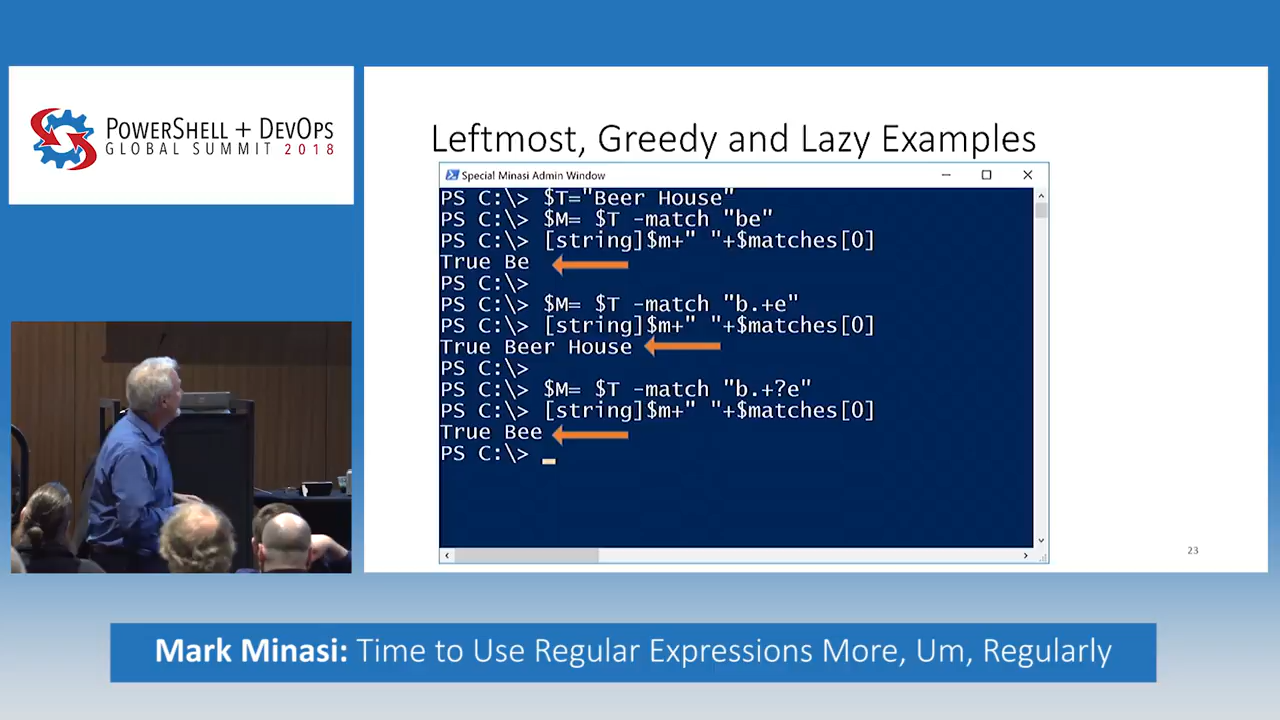 POWERSHELL + DEVOPS
GLOBAL SUMMIT 2018
Leftmost, Greedy and Lazy Examples
Special Minasi Admin Window
PS C:\> $T="Beer House"
PS C:\> $M= $T -match "be"
PS C:\> [string]$m+" "+$matches[0]
True Be
PS C:\>
PS C:\> $M= $T -match "b.+e"
PS C:\> [string]$m+" "+$matches[0]
True Beer House
PS C:\>
PS C:\> $M= $T -match "b.+?e"
PS C:\> [string]$m+" "+$matches[0]
True Bee
PS C:\> _
23
Mark Minasi: Time to Use Regular Expressions More, Um, Regularly